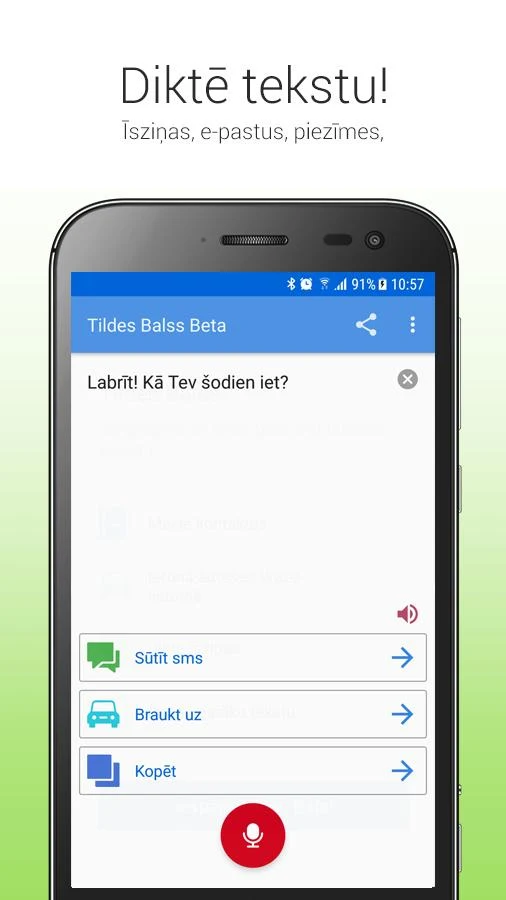 Diktē tekstu!
Īsziņas, e-pastus, piezīmes,
91% 10:57
Tildes Balss Beta
Labrīt! Kā Tev šodien iet?
Sūtīt sms
Braukt uz
Kopēt